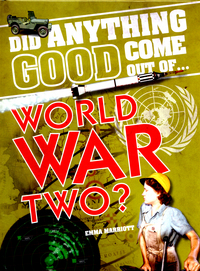 DID ANYTHING
GOOD COME
OUT OF...
WORLD
WAR
TWO?
EMMA MARRIOTT